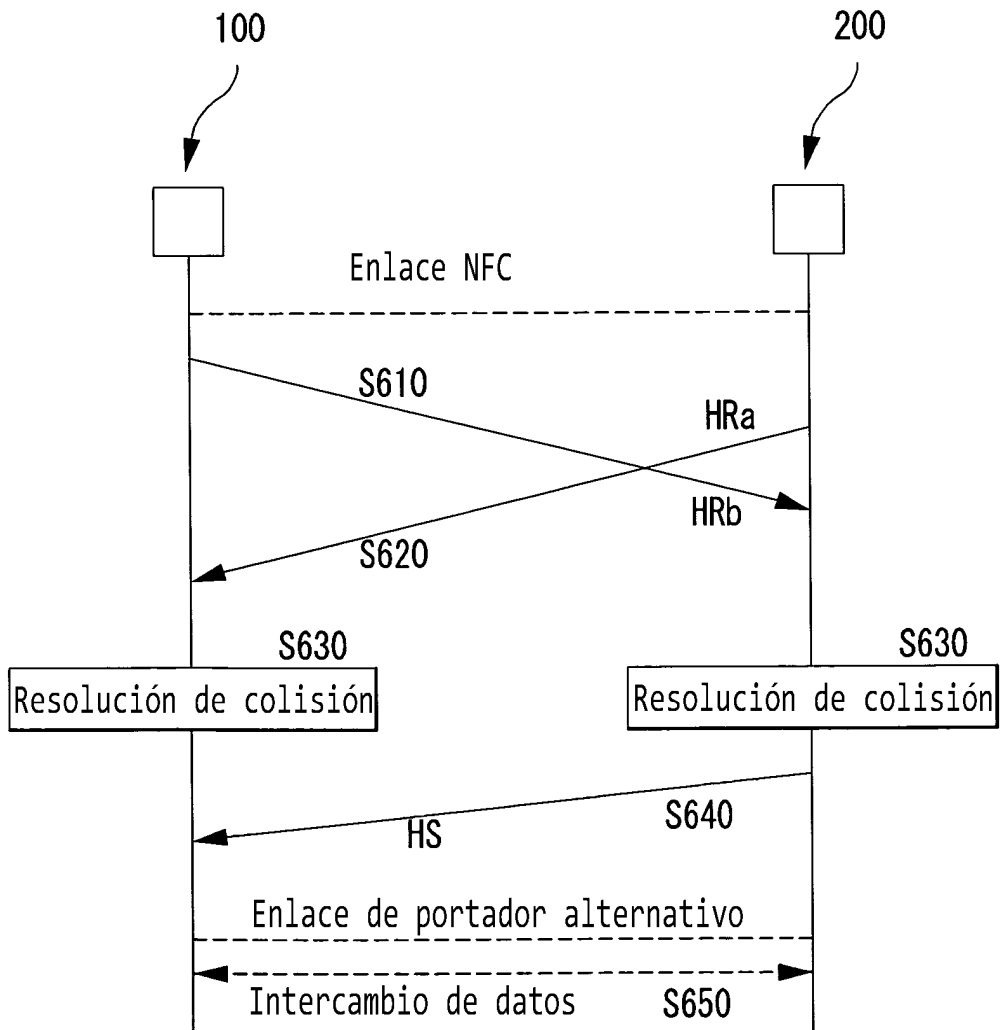 100
200
Enlace NFC
S610
HRa
HRb
S620
S630
S630
Resolución de colisión
Resolución de colisión
S640
HS
Enlace de portador alternativo
Intercambio de datos
S650